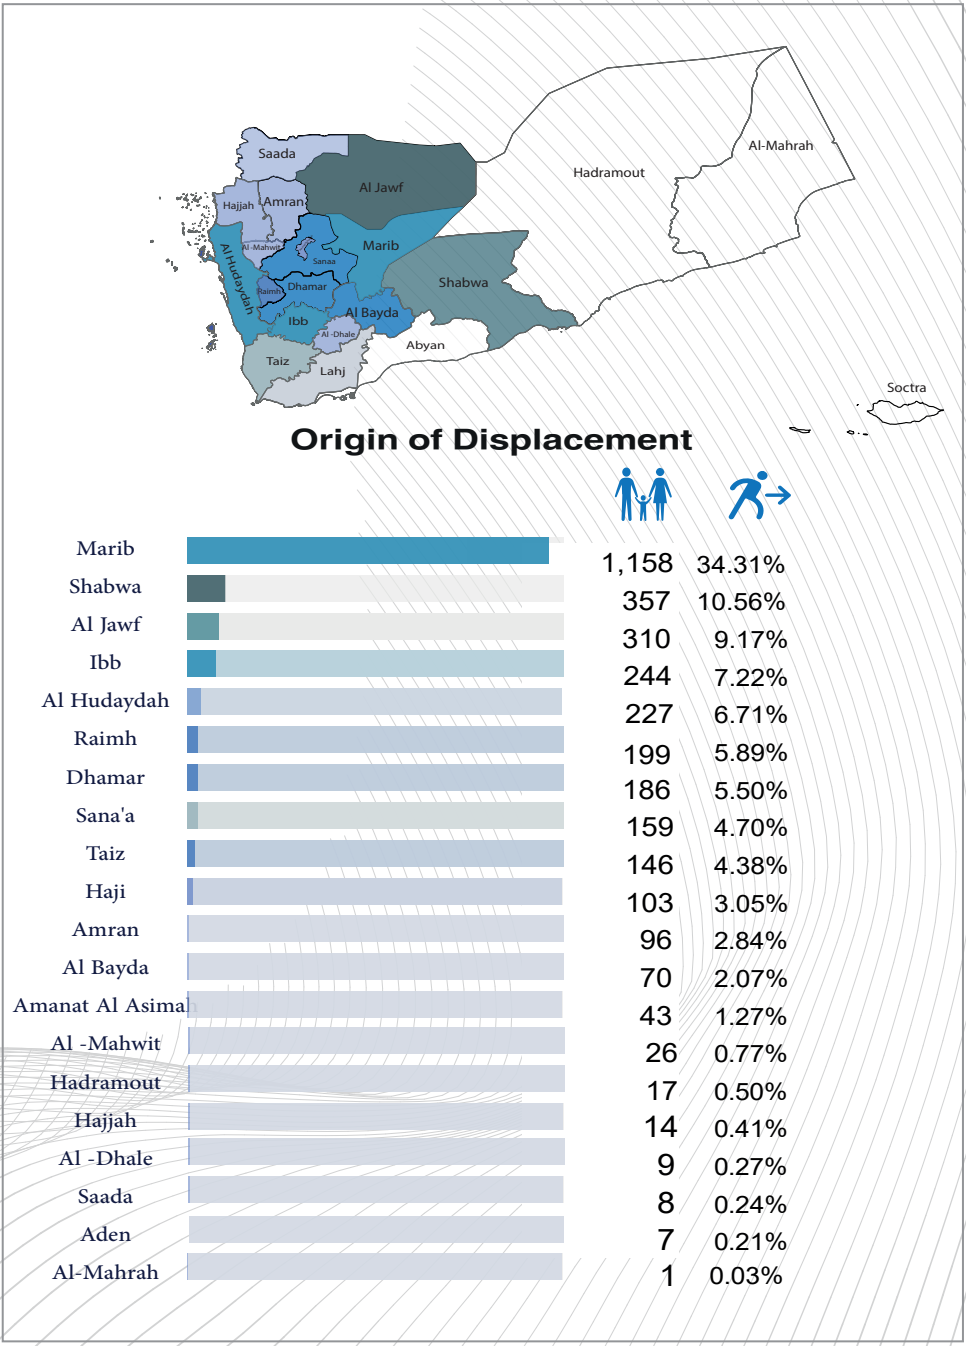 Al-Mahrah
Saada
Hadramout
Al Jawf
Hajjah
Amran
Marib
Al -Mahwit
Sanaa
Al Hudaydah
Shabwa
Raimh
Dhamar
Al Bayda
Ibb
Al -Dhale
Abyan
Taiz
Lahj
Soctra
Origin of Displacement
Marib 1,158 34.31%
Shabwa 357 10.56%
Al Jawf 310 9.17%
Ibb 244 7.22%
Al Hudaydah 227 6.71%
Raimh 199 5.89%
Dhamar 186 5.50%
Sana'a 159 4.70%
Taiz 146 4.38%
Haji 103 3.05%
Amran 96 2.84%
Al Bayda 70 2.07%
Amanat Al Asimah 43 1.27%
Al -Mahwit 26 0.77%
Hadramout 17 0.50%
Hajjah 14 0.41%
Al -Dhale 9 0.27%
Saada 8 0.24%
Aden 7 0.21%
Al-Mahrah 1 0.03%